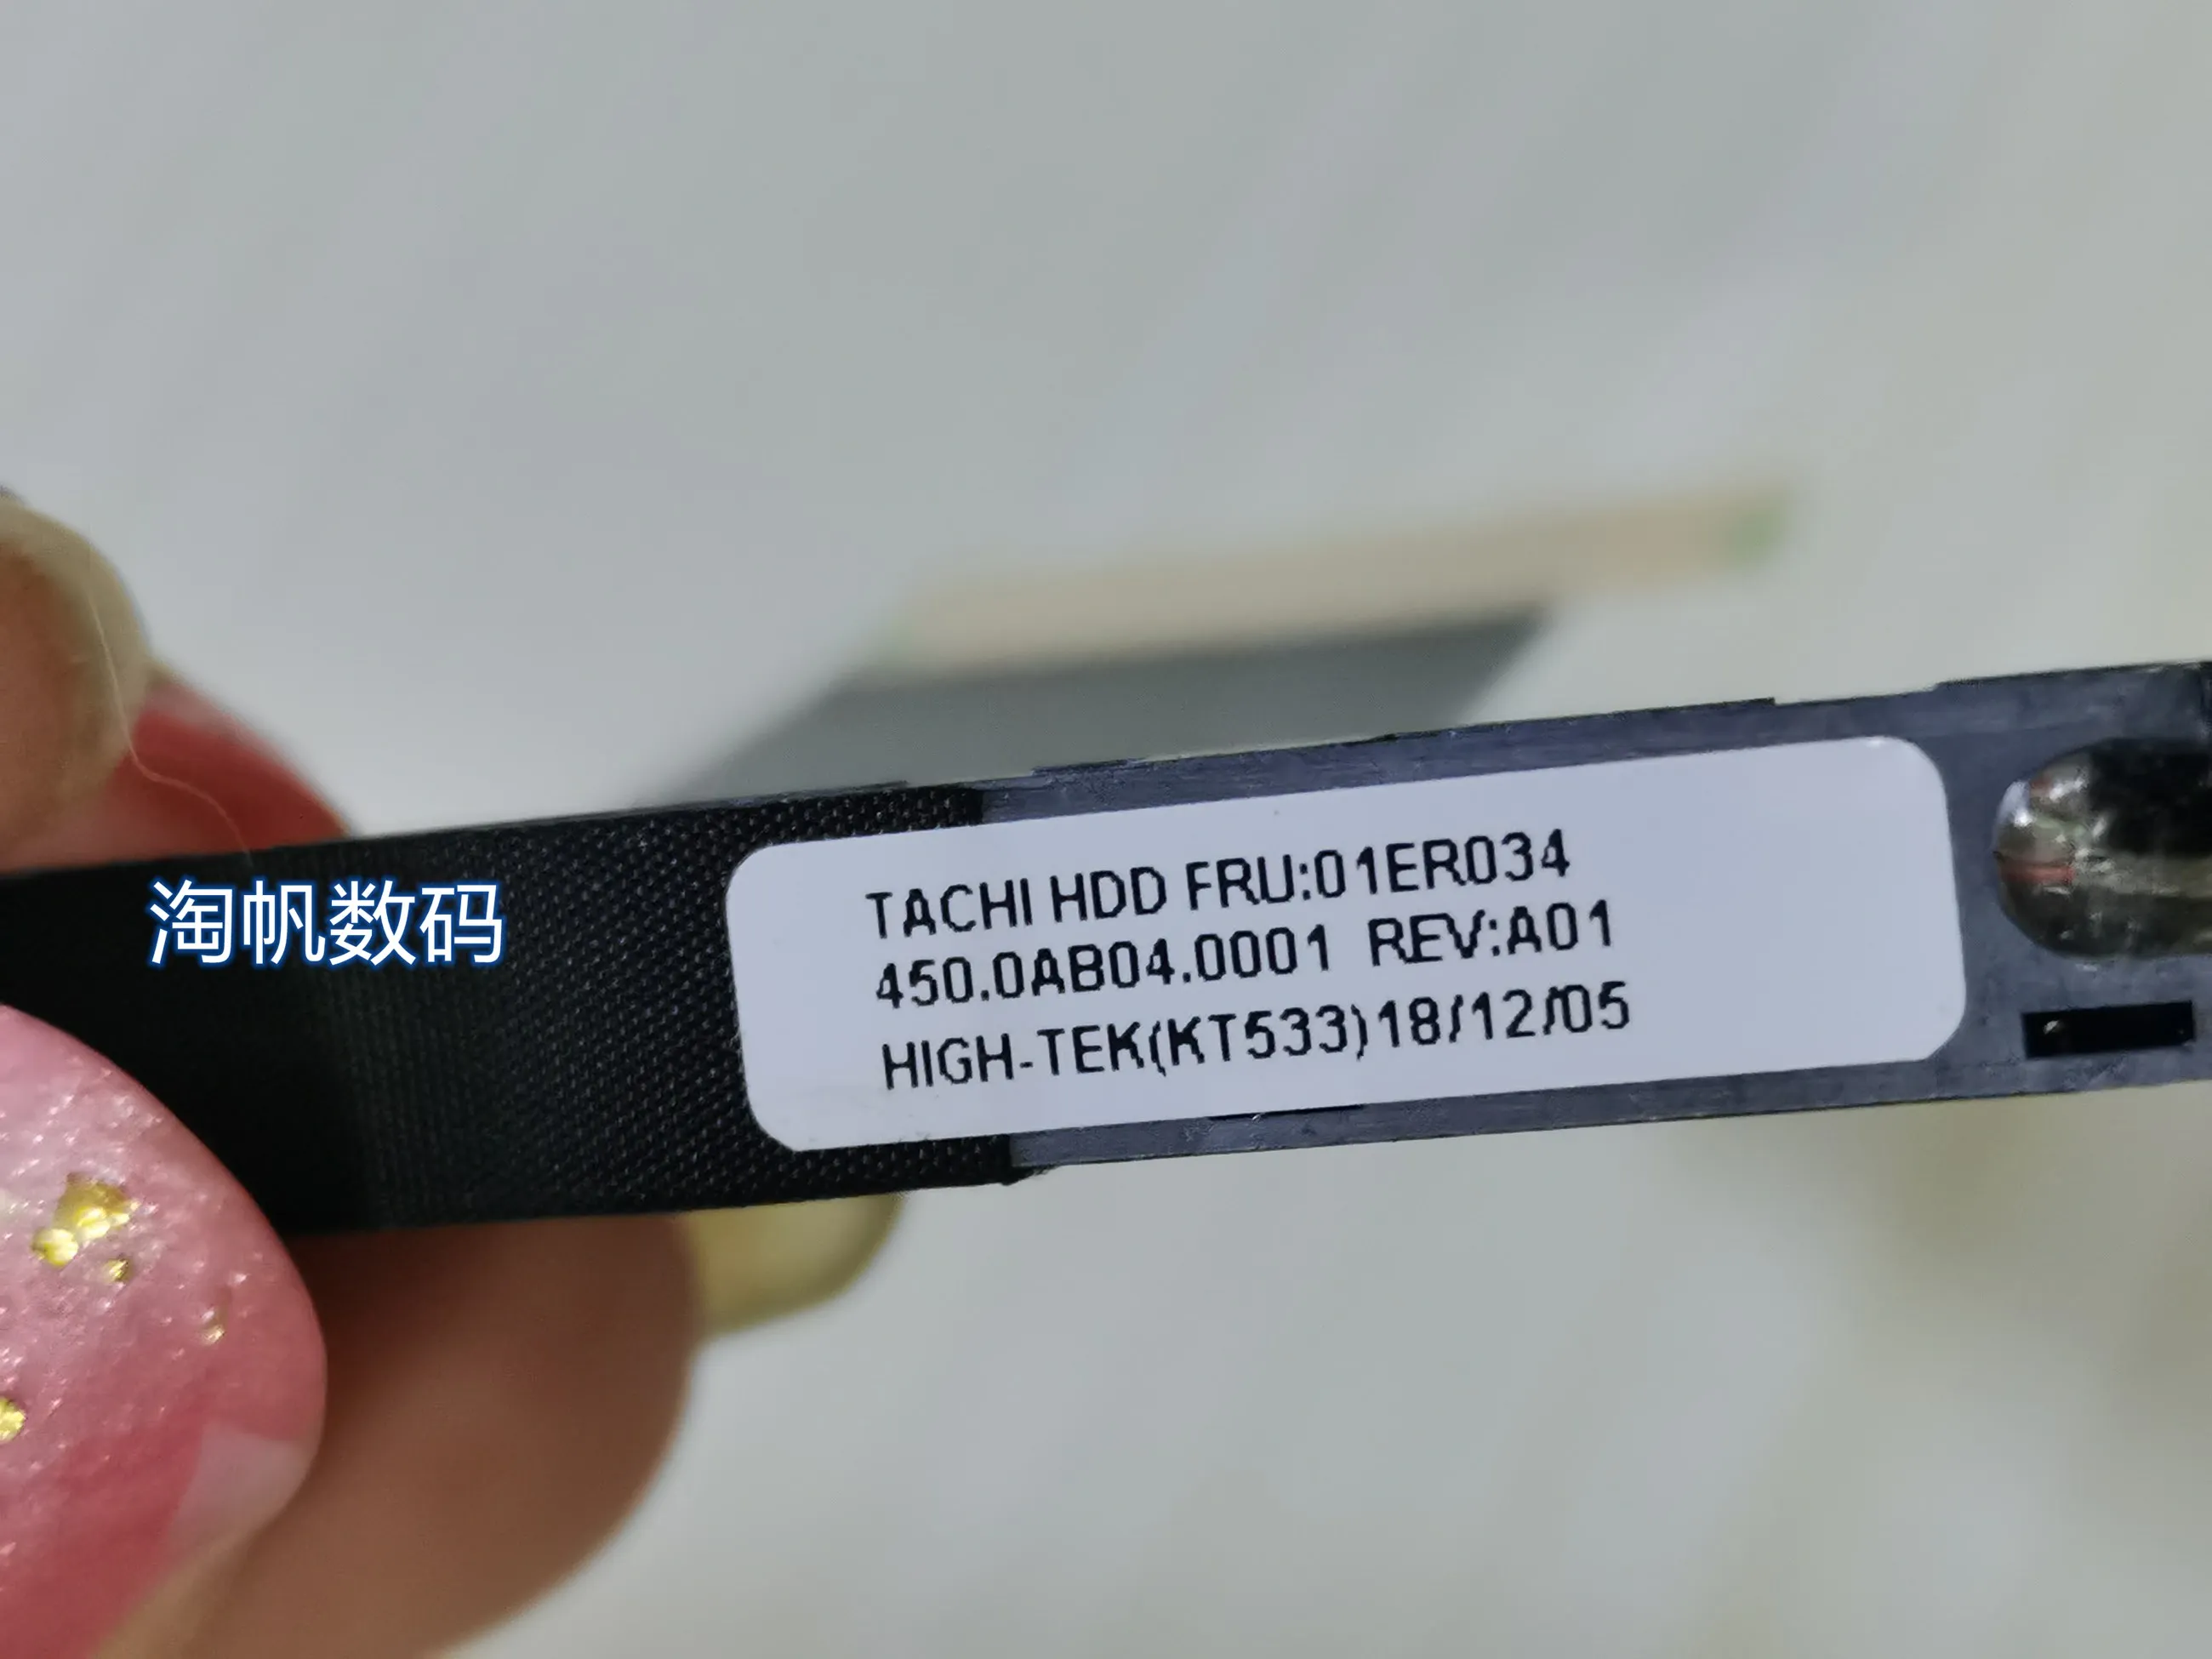 淘帆数码
TACHI HDD FRU:01ER034
450.0AB04.0001 REV:A01
HIGH-TEK(KT533)18/12/05